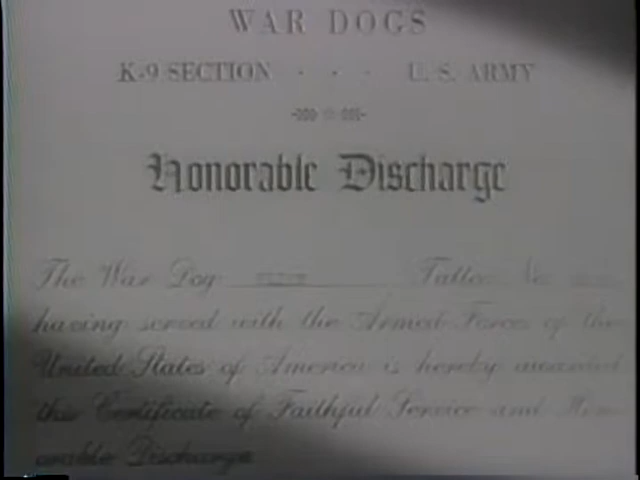 WAR DOGS
K-9 SECTION · · · U. S. ARMY
Honorable Discharge
The War Dog Tattoo No.
having served with the Armed Forces of the
United States of America is hereby awarded
this Certificate of Faithful Service and Hon-
orable Discharge